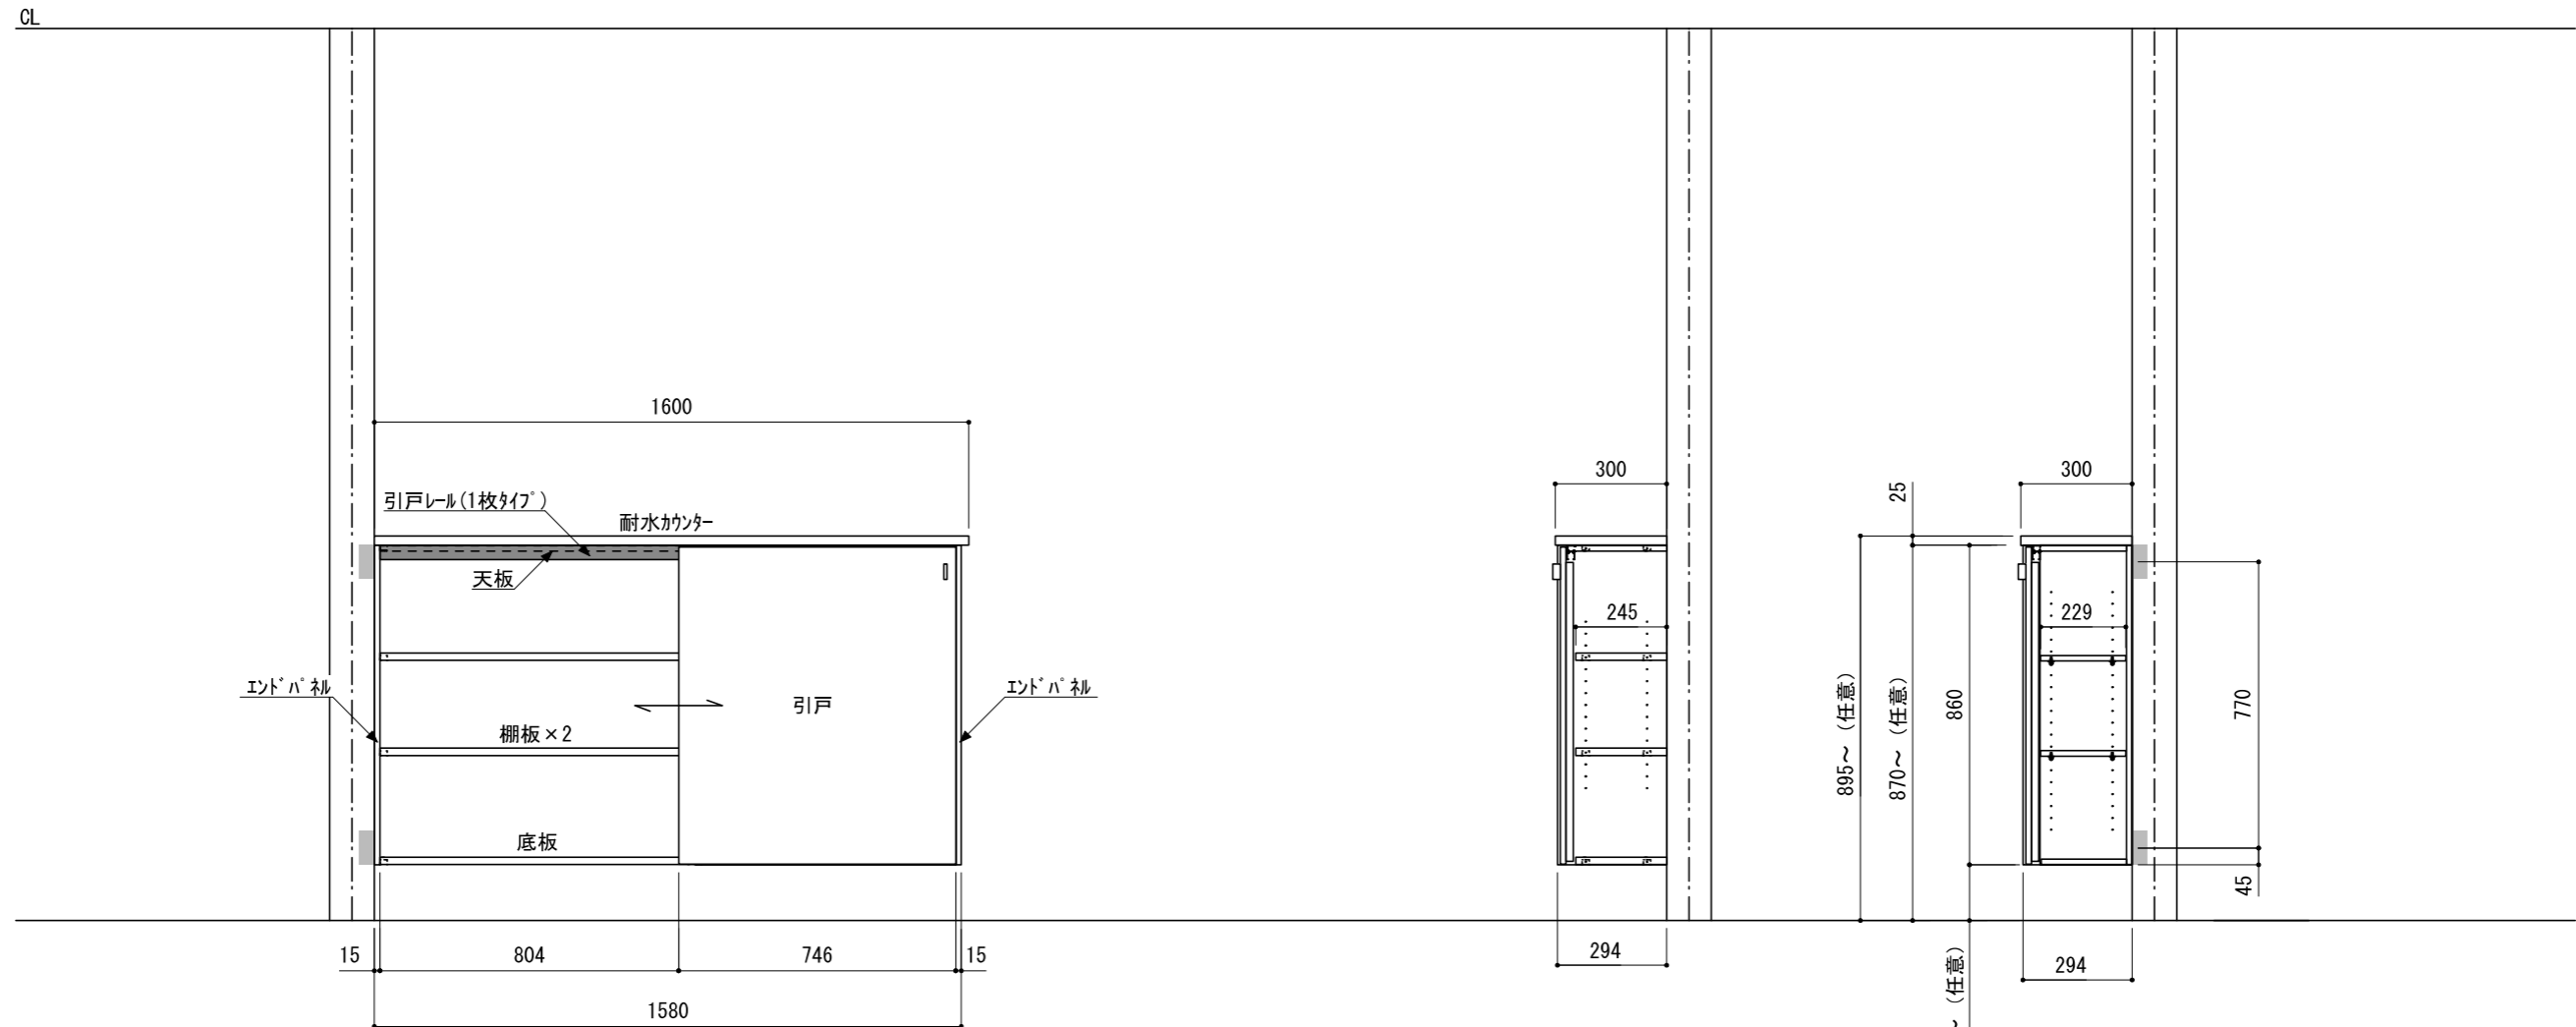 CL
1600
引戸レール(1枚タイプ)
耐水カウンター
天板
エンドパネル
引戸
エンドパネル
棚板×2
底板
15
804
746
15
1580
300
245
294
300
25
229
895～(任意)
870～(任意)
860
770
45
294
～(任意)